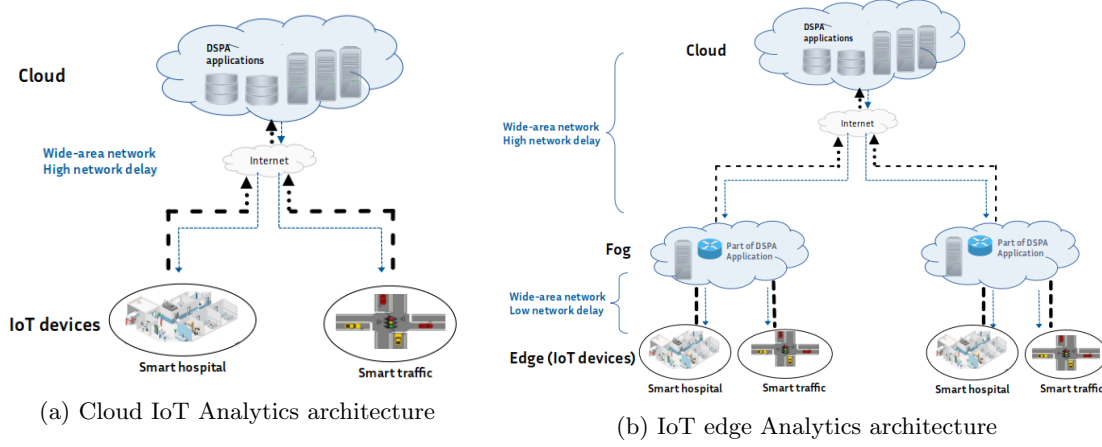 DSPA
applications
Cloud
Wide-area network
High network delay
Internet
IoT devices
Smart hospital
Smart traffic
(a) Cloud IoT Analytics architecture
DSPA
applications
Cloud
Internet
Wide-area network
High network delay
Fog
Part of DSPA
Application
Part of DSPA
Application
Wide-area network
Low network delay
Edge (IoT devices)
Smart hospital
Smart traffic
Smart hospital
Smart traffic
(b) IoT edge Analytics architecture